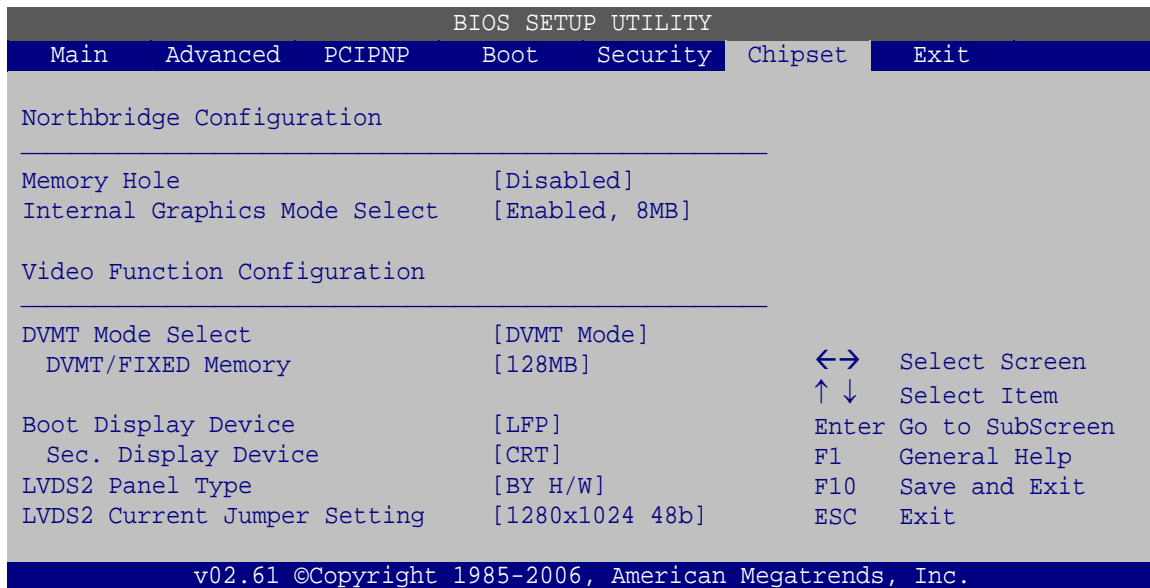 BIOS SETUP UTILITY
Main Advanced PCIPNP Boot Security Chipset Exit
Northbridge Configuration
Memory Hole [Disabled]
Internal Graphics Mode Select [Enabled, 8MB]
Video Function Configuration
DVMT Mode Select [DVMT Mode]
DVMT/FIXED Memory [128MB]
Boot Display Device [LFP]
Sec. Display Device [CRT]
LVDS2 Panel Type [BY H/W]
LVDS2 Current Jumper Setting [1280x1024 48b]
←→ Select Screen
↑ ↓ Select Item
Enter Go to SubScreen
F1 General Help
F10 Save and Exit
ESC Exit
v02.61 ©Copyright 1985-2006, American Megatrends, Inc.